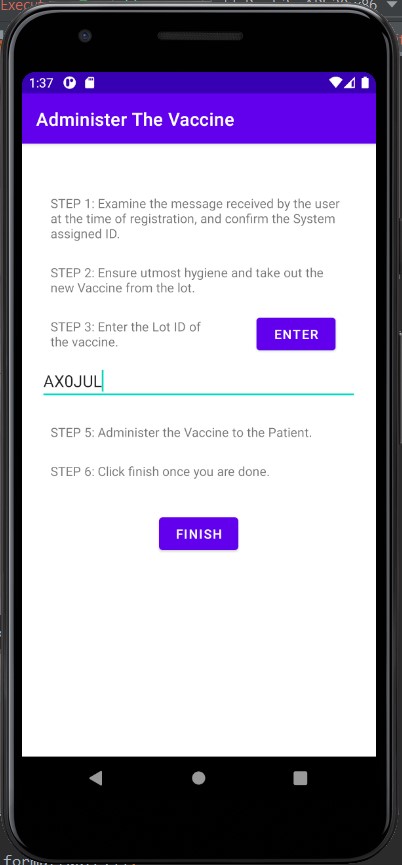 1:37
Administer The Vaccine
STEP 1: Examine the message received by the user
at the time of registration, and confirm the System
assigned ID.
STEP 2: Ensure utmost hygiene and take out the
new Vaccine from the lot.
STEP 3: Enter the Lot ID of
the vaccine.
ENTER
AX0JUL
STEP 5: Administer the Vaccine to the Patient.
STEP 6: Click finish once you are done.
FINISH